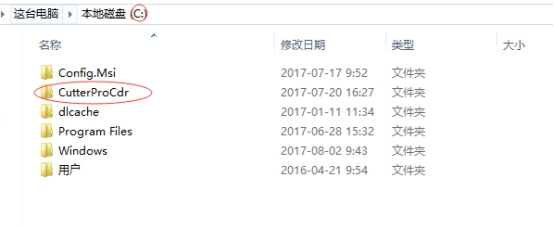 这台电脑 本地磁盘 (C:)
名称 修改日期 类型 大小
Config.Msi 2017-07-17 9:52 文件夹
CutterProCdr 2017-07-20 16:27 文件夹
dlcache 2017-01-11 11:34 文件夹
Program Files 2017-06-28 15:32 文件夹
Windows 2017-08-02 9:43 文件夹
用户 2016-04-21 9:54 文件夹